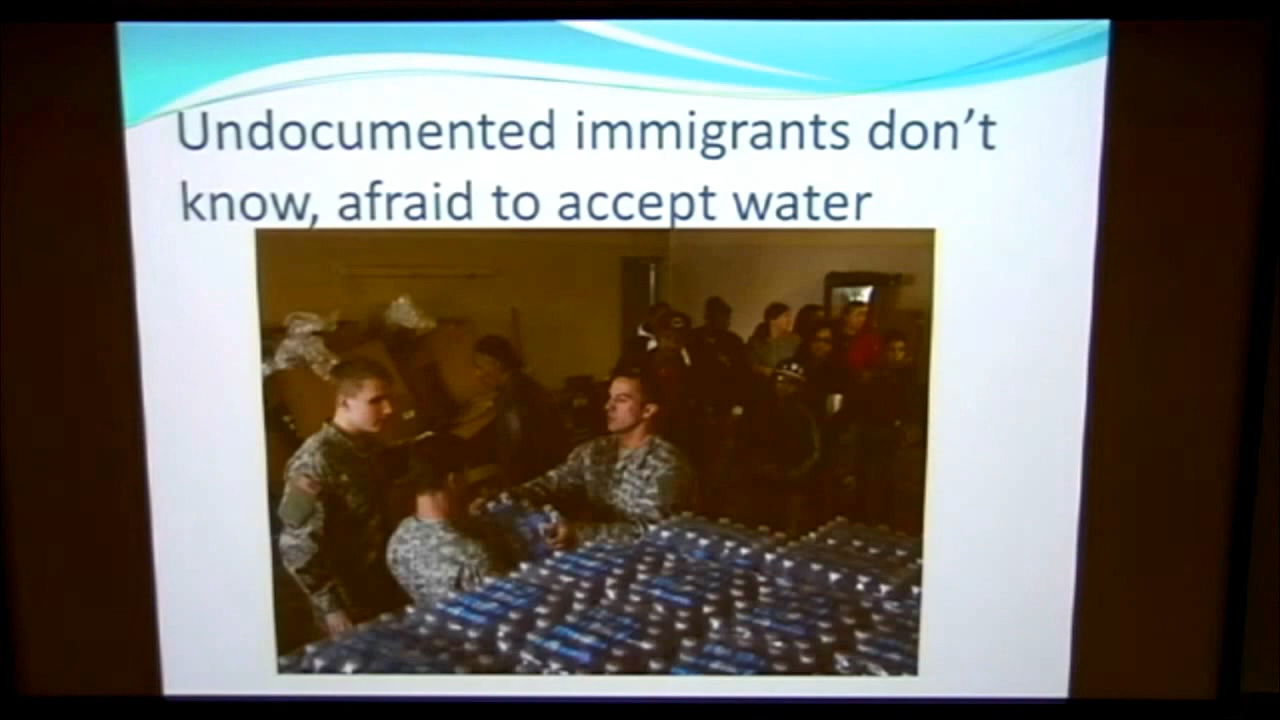 Undocumented immigrants don't
know, afraid to accept water